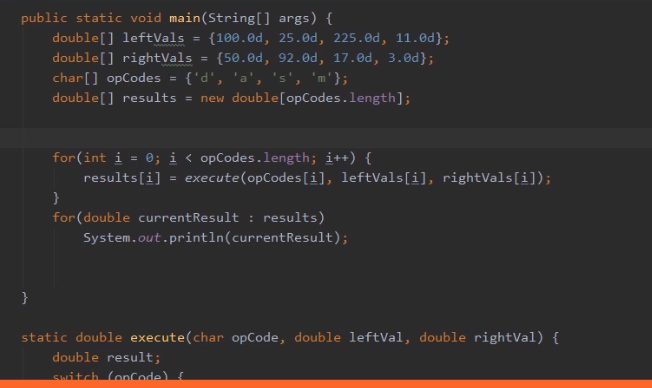 public static void main(String[] args) {
double[] leftVals = {100.0d, 25.0d, 225.0d, 11.0d};
double[] rightVals = {50.0d, 92.0d, 17.0d, 3.0d};
char[] opCodes = {'d', 'a', 's', 'm'};
double[] results = new double[opCodes.length];
for(int i = 0; i < opCodes.length; i++) {
results[i] = execute(opCodes[i], leftVals[i], rightVals[i]);
}
for(double currentResult : results)
System.out.println(currentResult);
}
static double execute(char opCode, double leftVal, double rightVal) {
double result;
switch (opCode) {